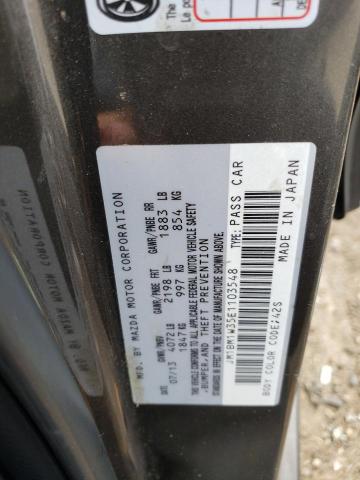 The
Le po
MFD. BY MAZDA MOTOR CORPORATION
GAWR/PNBE FRT GAWR/PNBE RR
07/13 4072 LB 2198 LB 1883 LB
1847 KG 997 KG 854 KG
GVWR/PNBV
THIS VEHICLE CONFORMS TO ALL APPLICABLE FEDERAL MOTOR VEHICLE SAFETY
,BUMPER,AND THEFT PREVENTION STANDARDS IN EFFECT ON THE DATE OF MANUFACTURE SHOWN ABOVE.
JM1BM1W35E1103548 TYPE: PASS CAR
BODY COLOR CODE:42S MADE IN JAPAN